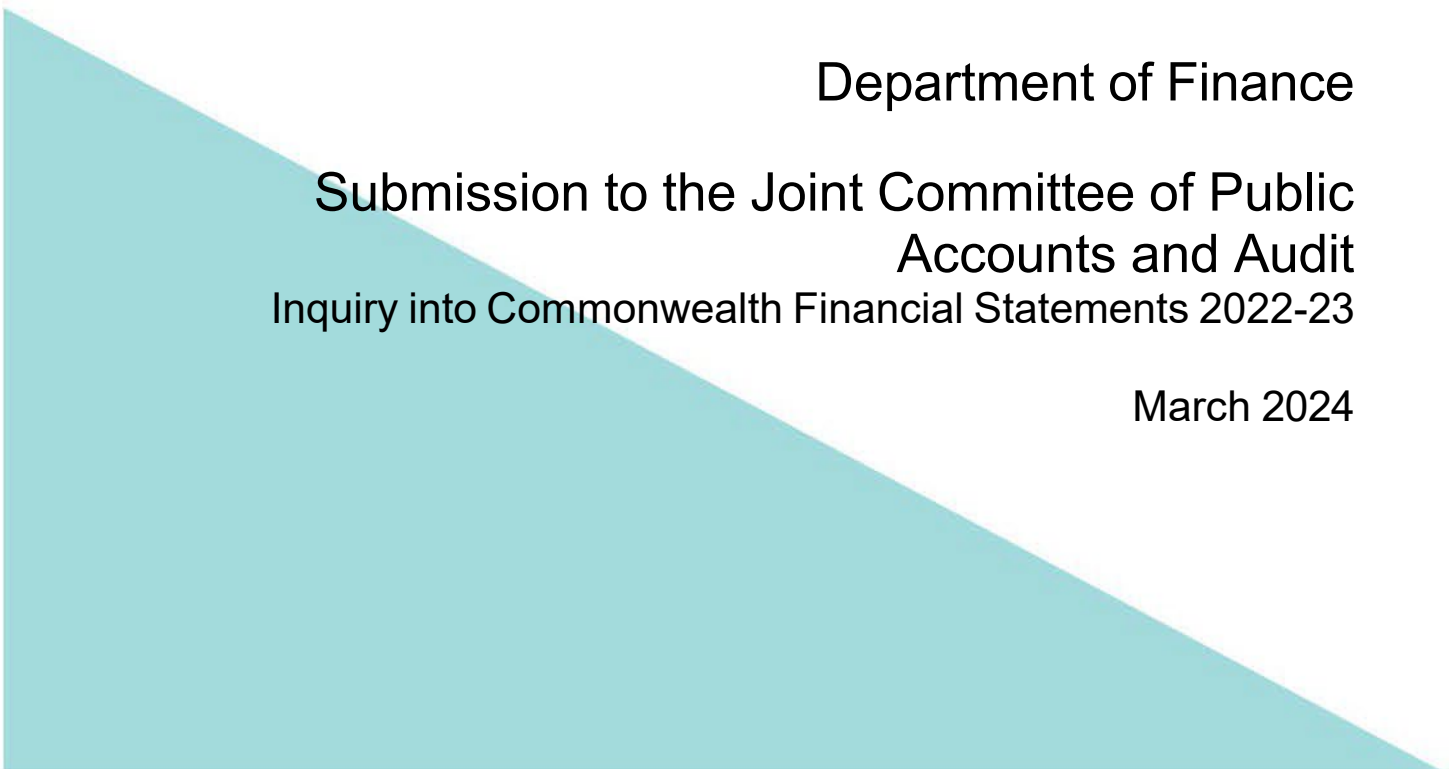 Department of Finance
Submission to the Joint Committee of Public
Accounts and Audit
Inquiry into Commonwealth Financial Statements 2022-23
March 2024